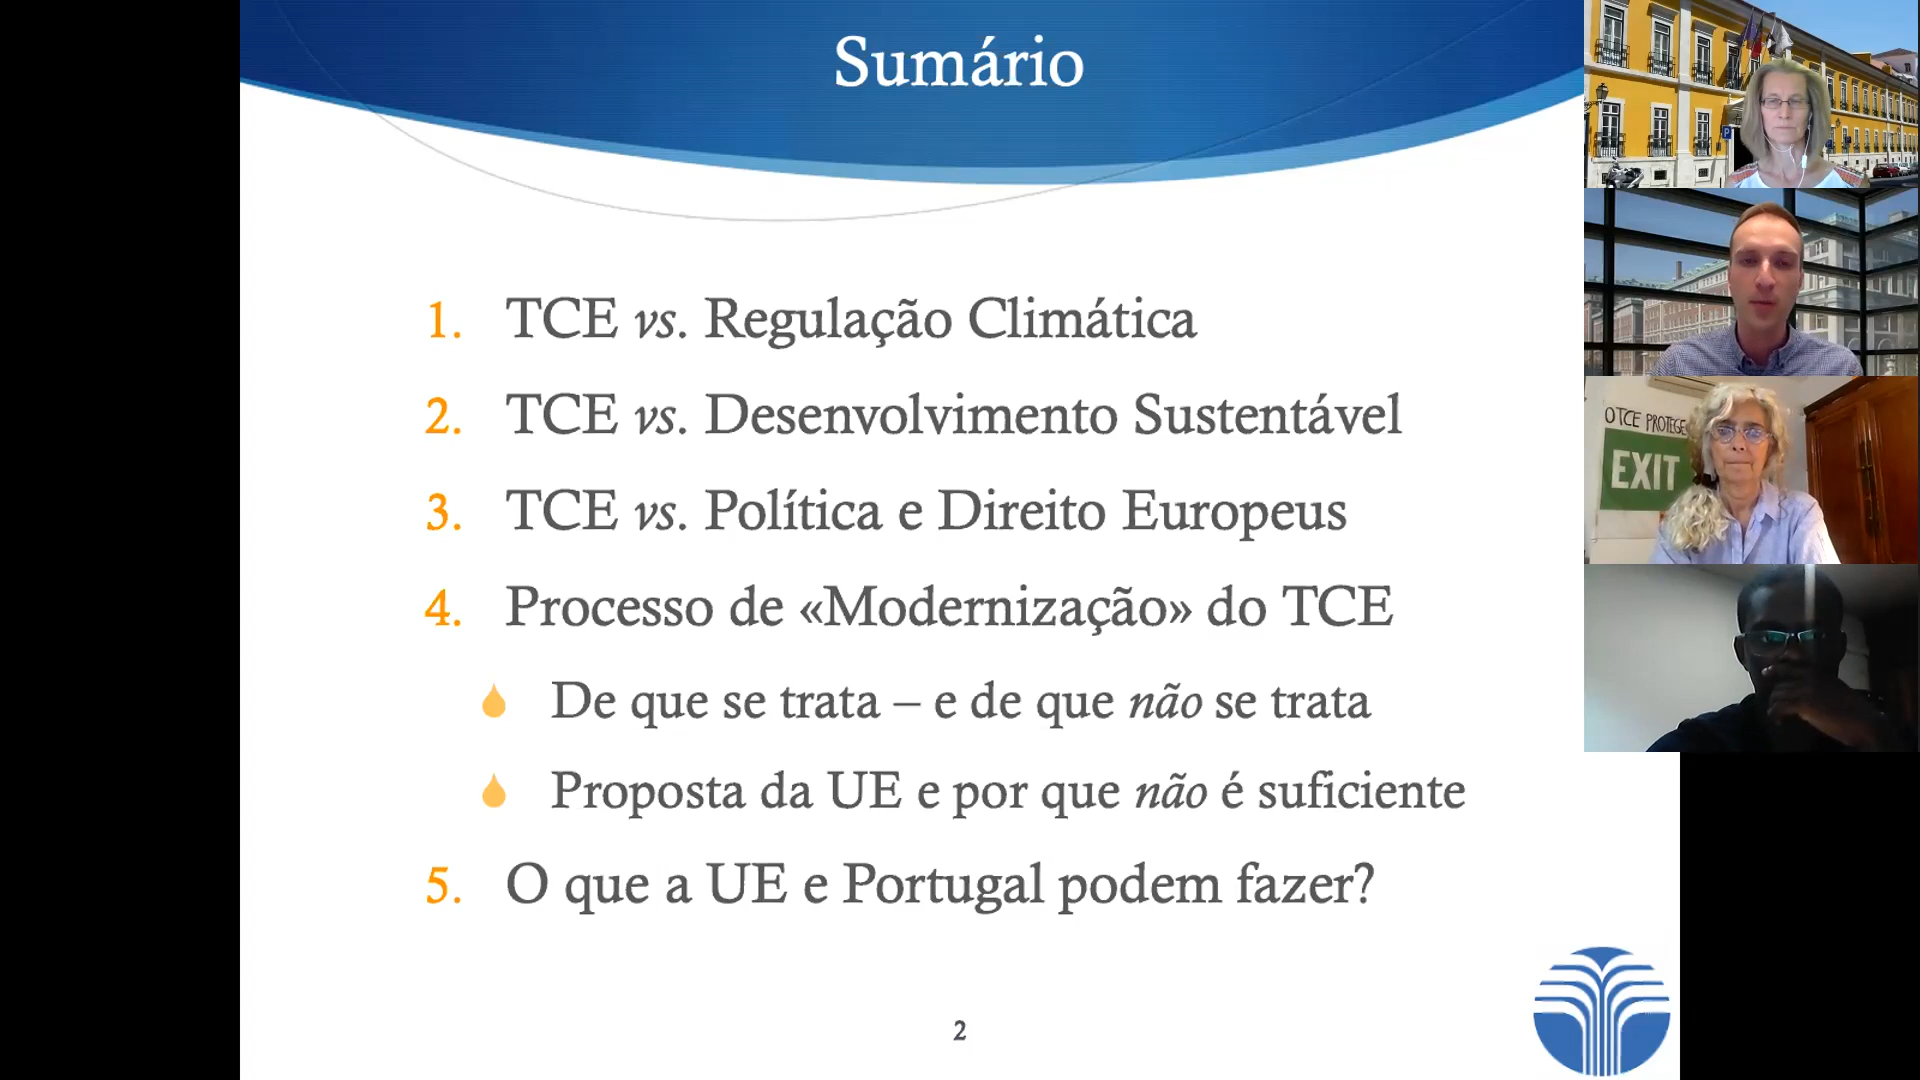 Sumário
1. TCE vs. Regulação Climática
2. TCE vs. Desenvolvimento Sustentável
3. TCE vs. Política e Direito Europeus
4. Processo de «Modernização» do TCE
De que se trata – e de que não se trata
Proposta da UE e por que não é suficiente
5. O que a UE e Portugal podem fazer?
2
P
O TCE PROTEGE
EXIT